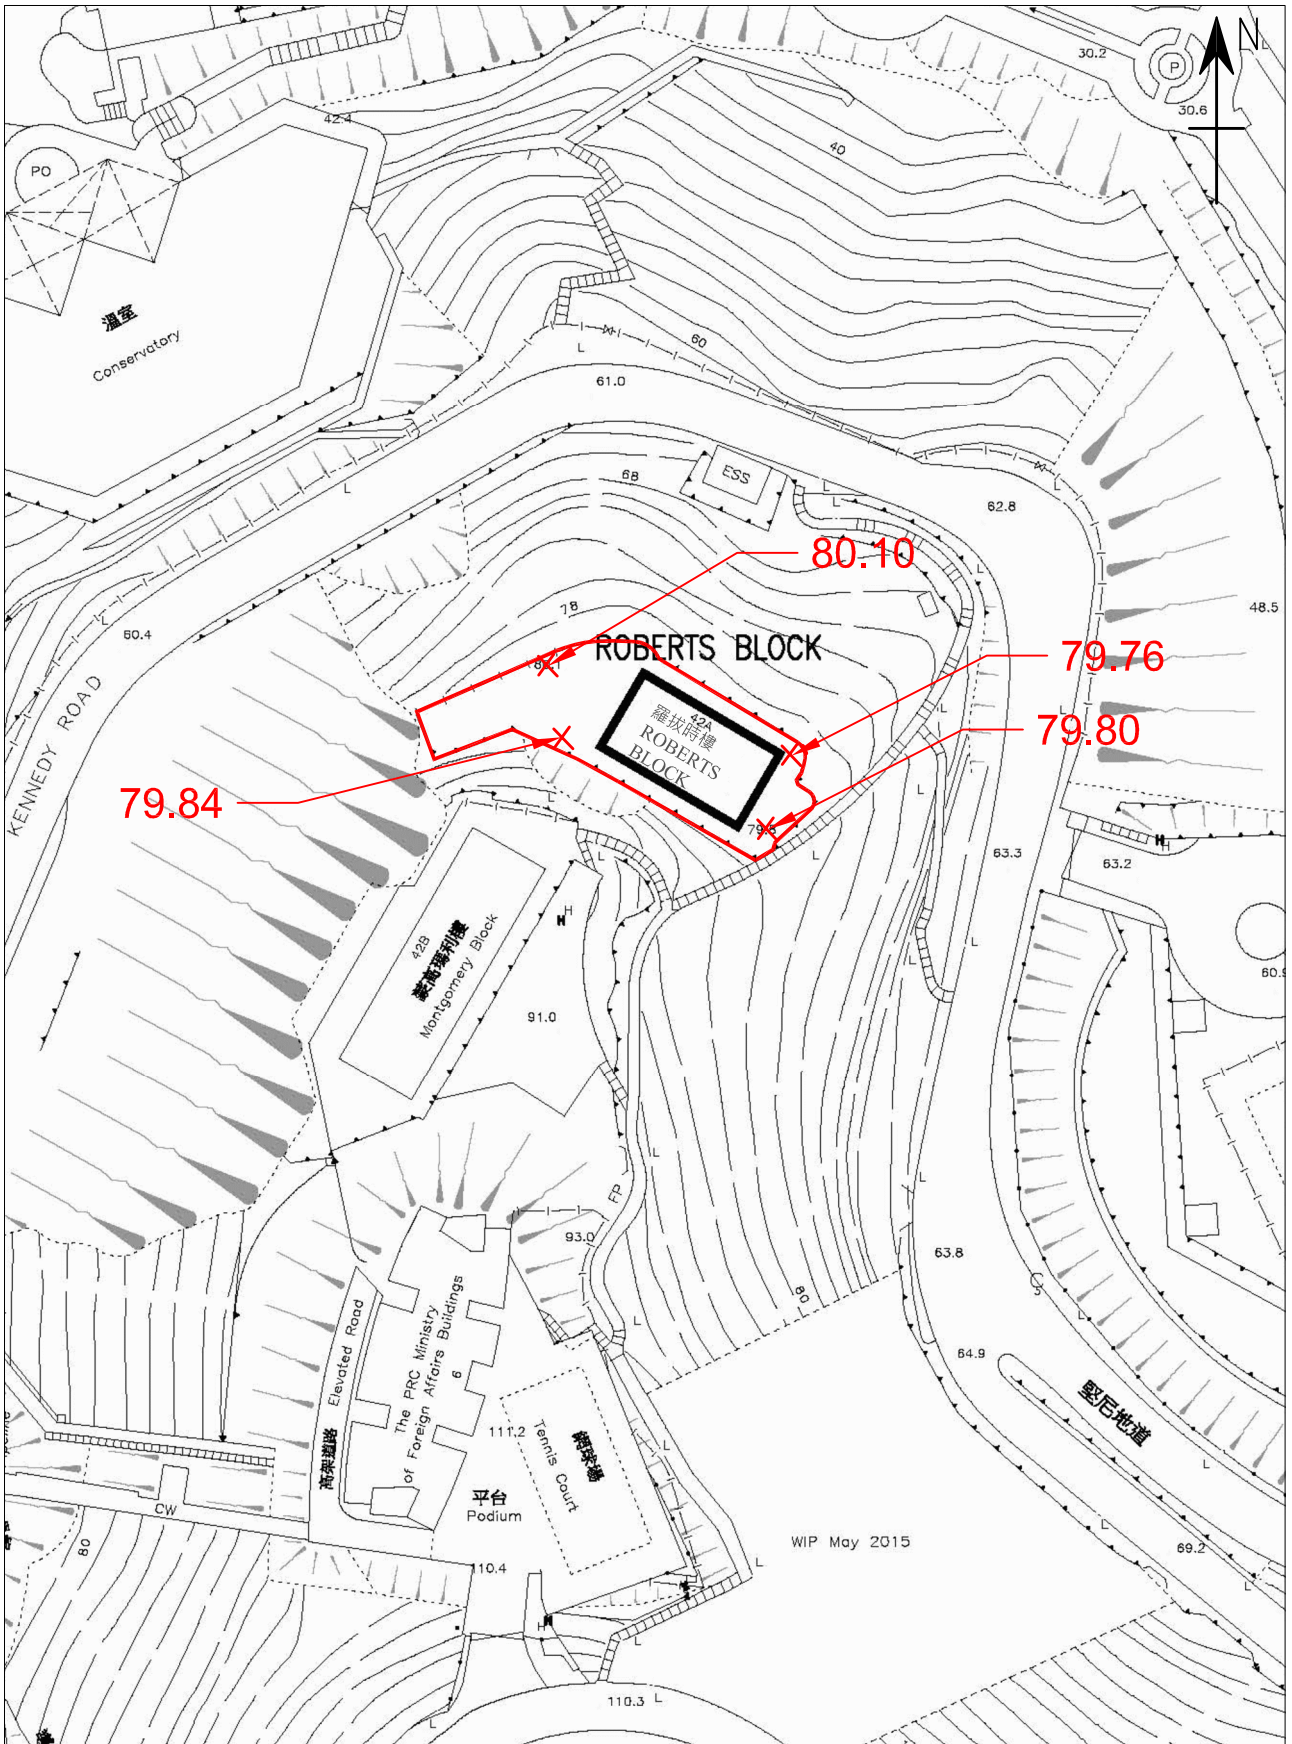 N
30.2
P
30.6
42.4
40
PO
溫室
Conservatory
60
L
61.0
ESS
68
L
L
62.8
80.10
48.5
78
ROBERTS BLOCK
60.4
79.76
KENNEDY ROAD
42A
羅拔時樓
ROBERTS
BLOCK
79.80
79.84
79.8
L
L
63.3
63.2
H
H
42B
蒙高瑪利樓
Montgomery Block
91.0
L
L
60.9
FP
L
93.0
63.8
80
64.9
高架道路
Elevated Road
The PRC Ministry
of Foreign Affairs Buildings
6
111.2
網球場
Tennis Court
堅尼地道
平台
Podium
CW
80
WIP May 2015
69.2
110.4
H
L
110.3
L